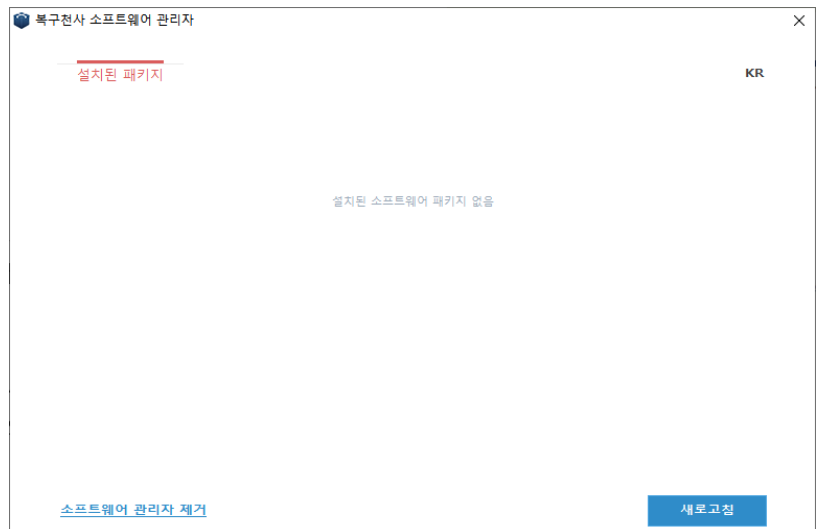 복구천사 소프트웨어 관리자
설치된 패키지
KR
설치된 소프트웨어 패키지 없음
소프트웨어 관리자 제거
새로고침